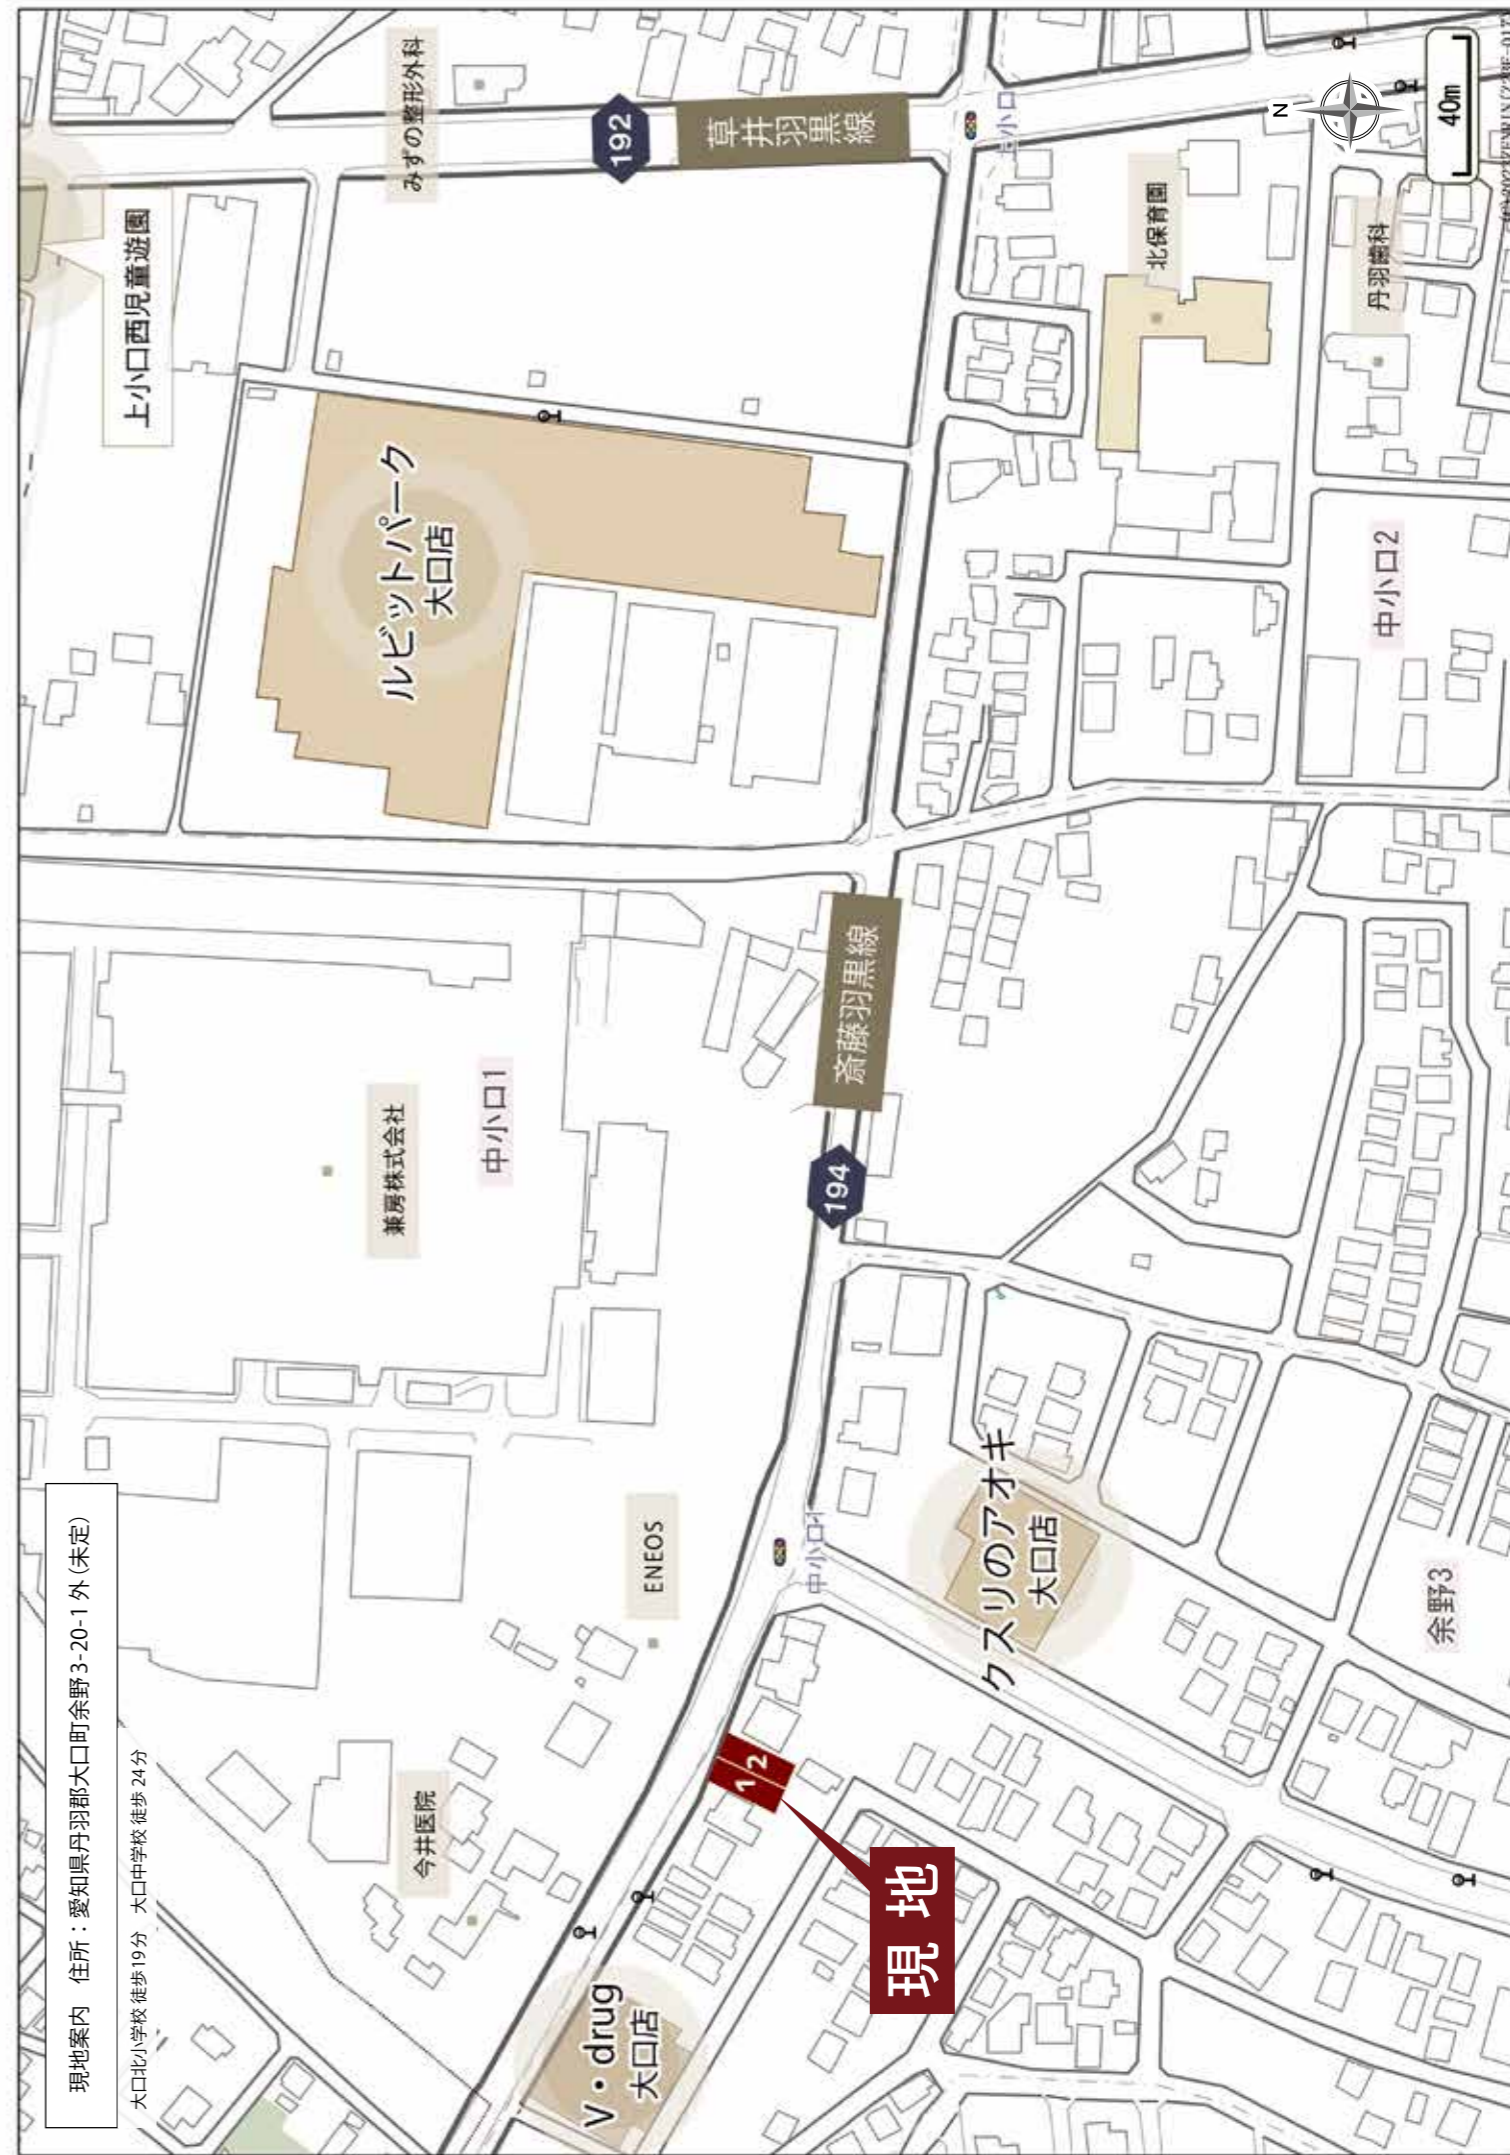 現地案内　住所：愛知県丹羽郡大口町余野3-20-1外（未定）
大口北小学校 徒歩19分　大口中学校 徒歩24分
上小口西児童遊園
みずの整形外科
192
草井羽黒線
N
40m
ルビットパーク
大口店
北保育園
丹羽歯科
中小口2
兼房株式会社
中小口1
斎藤羽黒線
194
ENEOS
中小口1
クスリのアオキ
大口店
余野3
今井医院
1
2
現地
V・drug
大口店